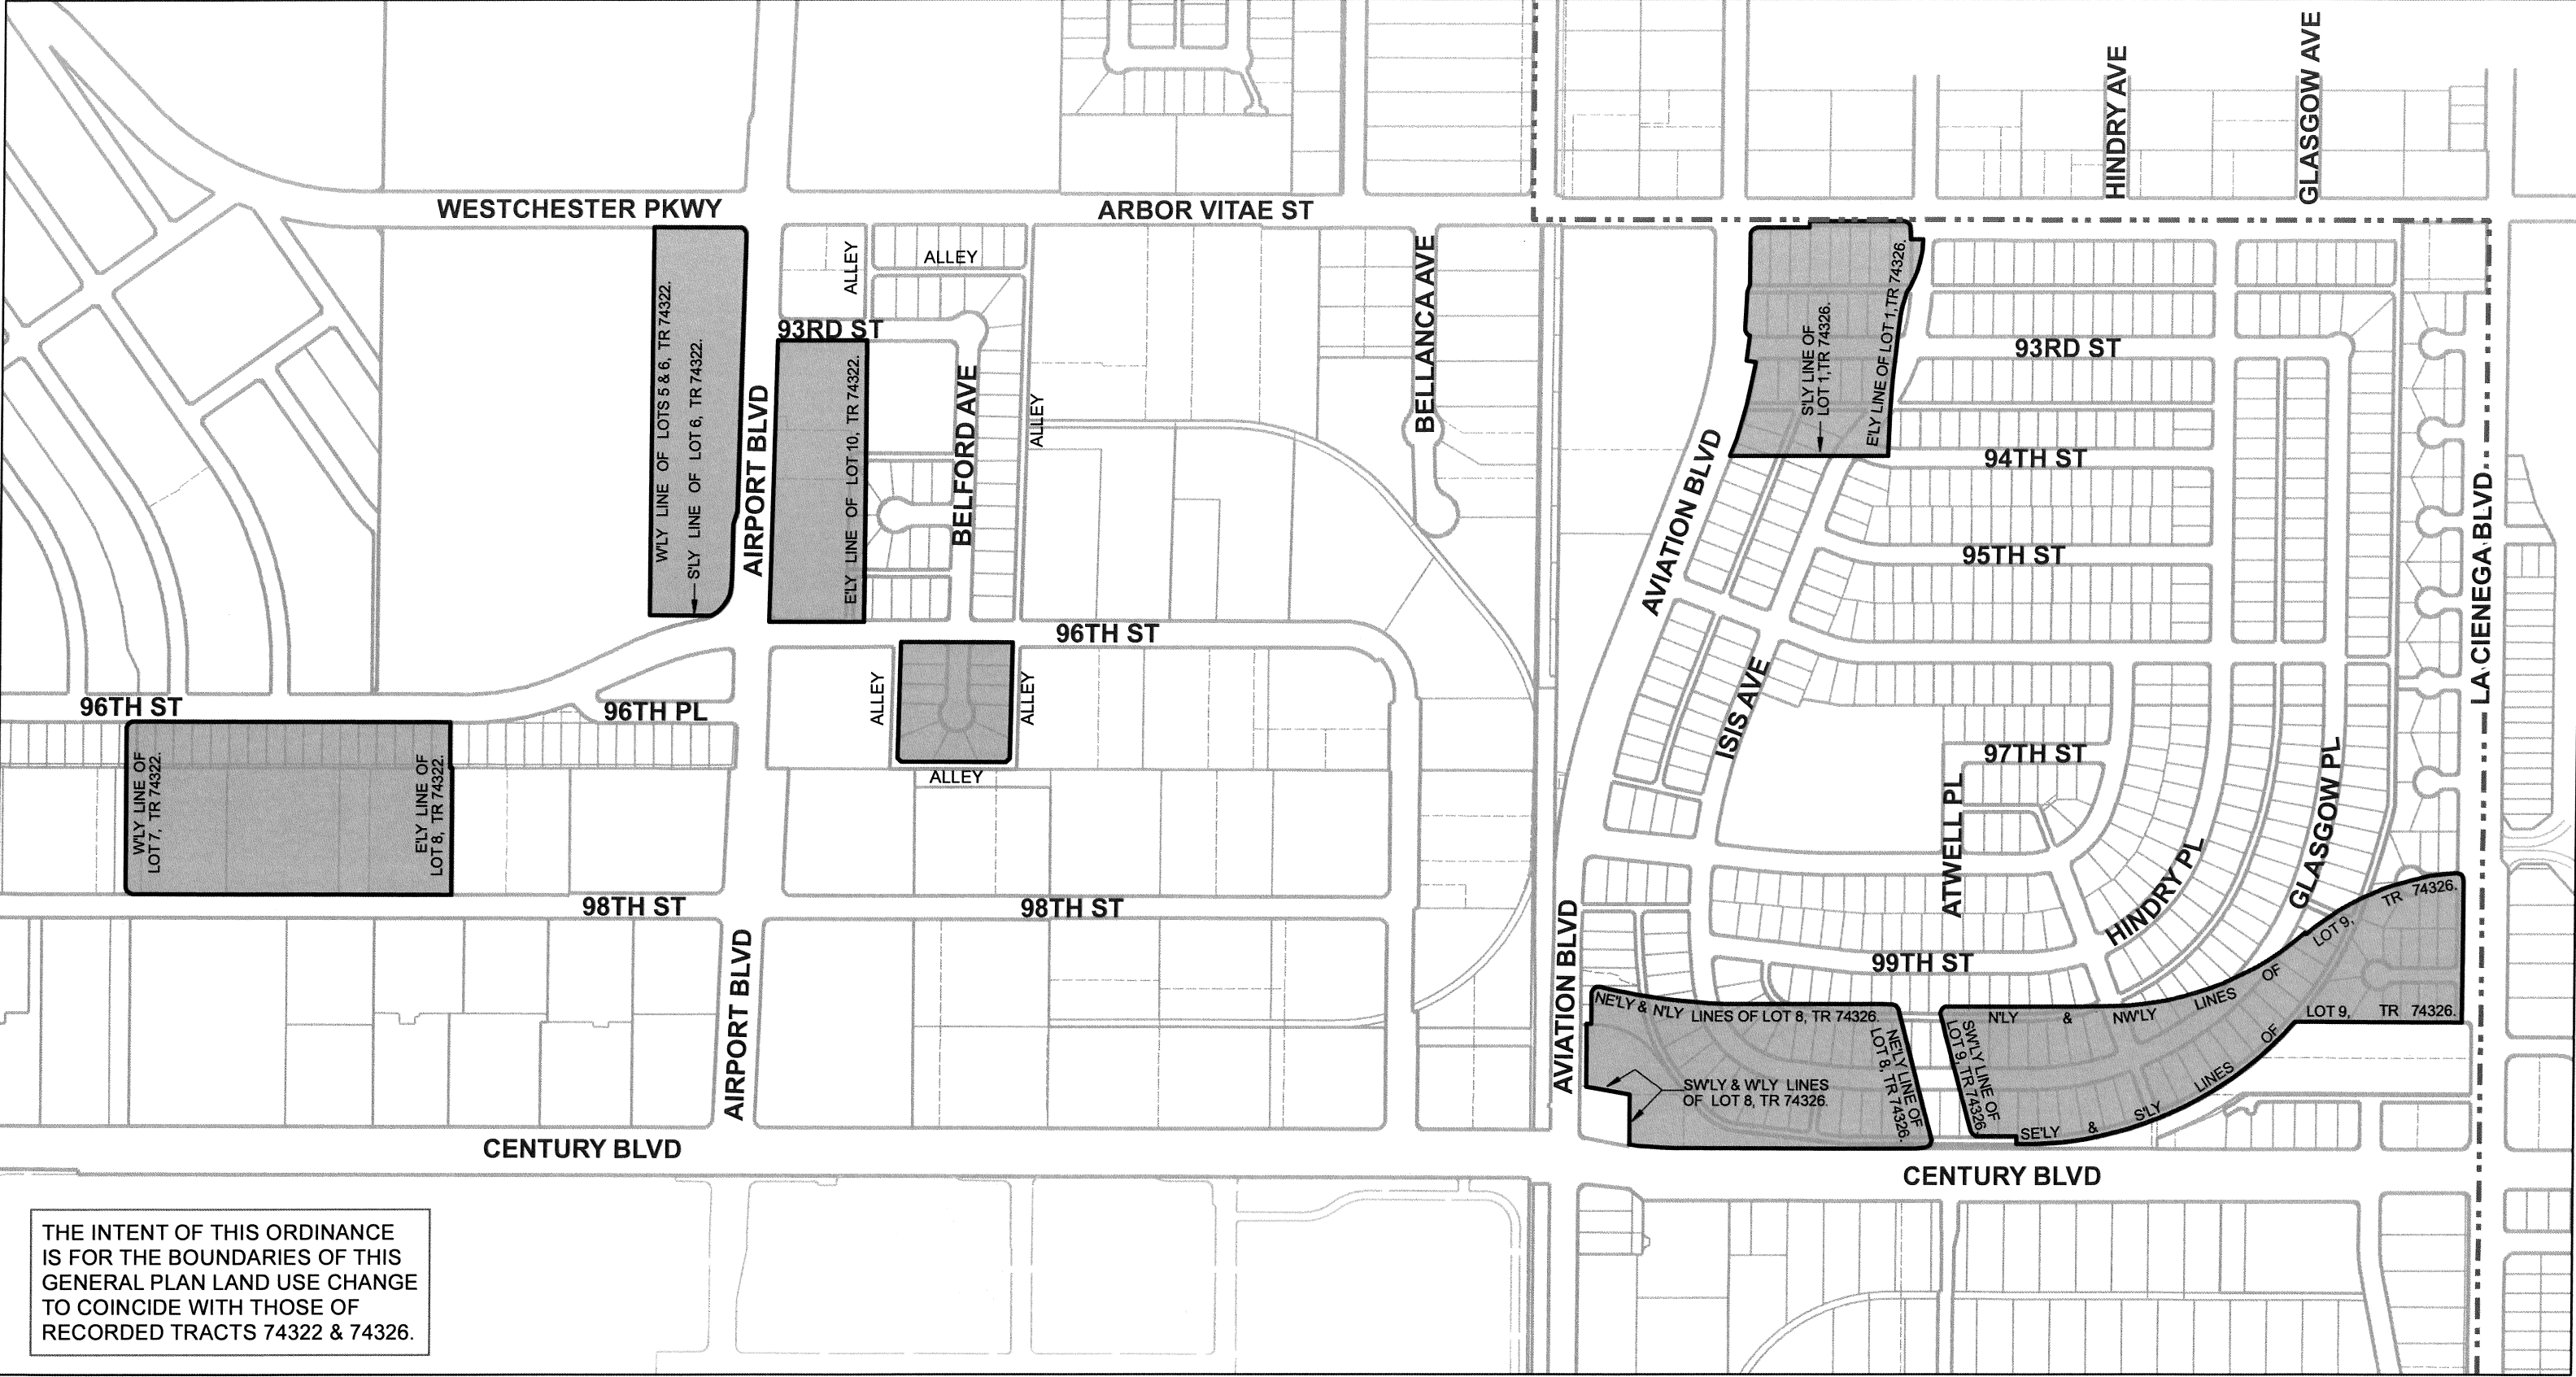 HINDRY AVE
GLASGOW AVE
WESTCHESTER PKWY
ARBOR VITAE ST
ALLEY
ALLEY
BELLANCA AVE
93RD ST
W'LY LINE OF LOTS 5 & 6, TR 74322.
S'LY LINE OF LOT 6, TR 74322.
AIRPORT BLVD
E'LY LINE OF LOT 10, TR 74322.
BELFORD AVE
ALLEY
S'LY LINE OF
LOT 1,TR 74326.
E'LY LINE OF LOT 1,TR 74326.
93RD ST
94TH ST
95TH ST
AVIATION BLVD
LA CIENEGA BLVD
96TH ST
ALLEY
ALLEY
ALLEY
ISIS AVE
96TH ST
96TH PL
W'LY LINE OF
LOT 7, TR 74322.
E'LY LINE OF
LOT 8, TR 74322.
97TH ST
ATWELL PL
HINDRY PL
GLASGOW PL
98TH ST
98TH ST
AIRPORT BLVD
AVIATION BLVD
99TH ST
NE'LY & N'LY LINES OF LOT 8, TR 74326.
NE'LY LINE OF
LOT 8, TR 74326.
SW'LY & W'LY LINES
OF LOT 8, TR 74326.
SW'LY LINE OF
LOT 9, TR 74326.
N'LY & NW'LY LINES OF LOT 9, TR 74326.
SE'LY & S'LY LINES OF LOT 9, TR 74326.
CENTURY BLVD
CENTURY BLVD
THE INTENT OF THIS ORDINANCE
IS FOR THE BOUNDARIES OF THIS
GENERAL PLAN LAND USE CHANGE
TO COINCIDE WITH THOSE OF
RECORDED TRACTS 74322 & 74326.